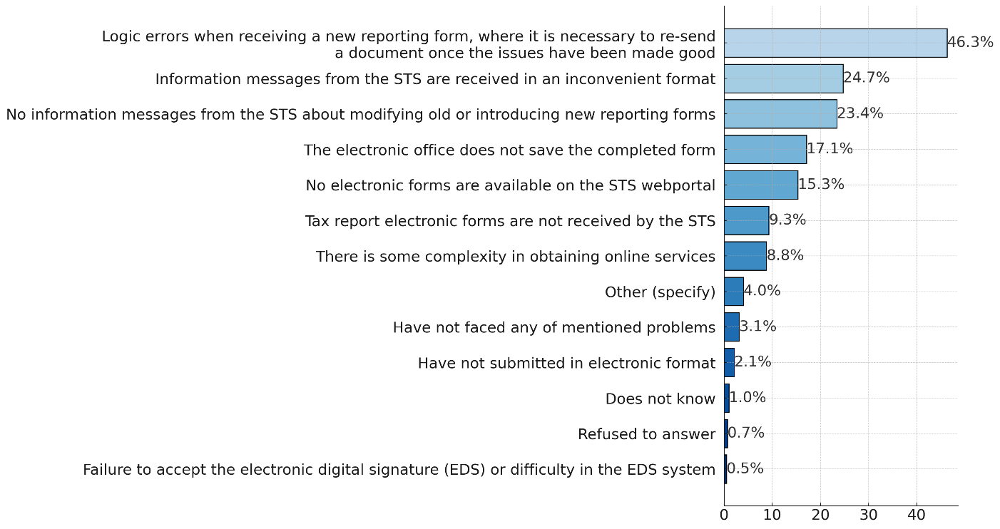 Logic errors when receiving a new reporting form, where it is necessary to re-send
a document once the issues have been made good
46.3%
Information messages from the STS are received in an inconvenient format
24.7%
No information messages from the STS about modifying old or introducing new reporting forms
23.4%
The electronic office does not save the completed form
17.1%
No electronic forms are available on the STS webportal
15.3%
Tax report electronic forms are not received by the STS
9.3%
There is some complexity in obtaining online services
8.8%
Other (specify)
4.0%
Have not faced any of mentioned problems
3.1%
Have not submitted in electronic format
2.1%
Does not know
1.0%
Refused to answer
0.7%
Failure to accept the electronic digital signature (EDS) or difficulty in the EDS system
0.5%
0 10 20 30 40